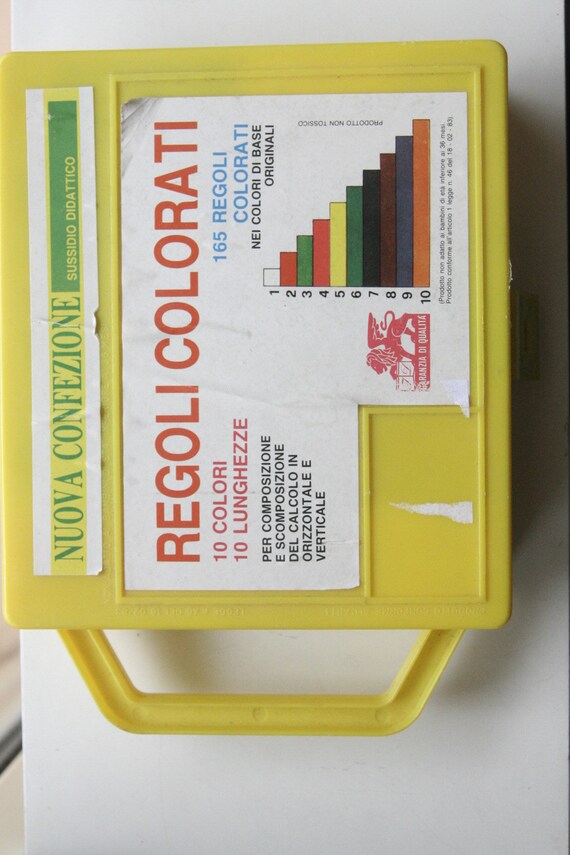 NUOVA CONFEZIONE SUSSIDIO DIDATTICO
REGOLI COLORATI
10 COLORI
10 LUNGHEZZE
165 REGOLI
COLORATI
NEI COLORI DI BASE
ORIGINALI
PER COMPOSIZIONE
E SCOMPOSIZIONE
DEL CALCOLO IN
ORIZZONTALE E
VERTICALE
PRODOTTO NON TOSSICO
1
2
3
4
5
6
7
8
9
10
RANZIA DI QUALITÀ
(Prodotto non adatto ai bambini di età inferiore ai 36 mesi.
Prodotto conforme all'articolo 1 legge n. 46 del 18 - 02 - 83)